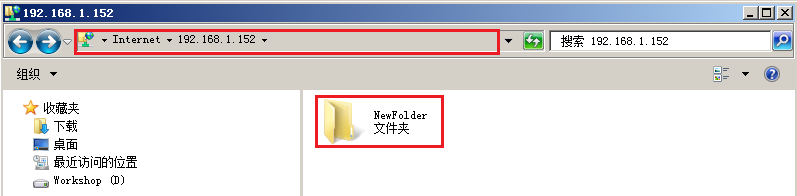 192.168.1.152
Internet 192.168.1.152
搜索 192.168.1.152
组织
收藏夹
下载
桌面
最近访问的位置
Workshop (D)
NewFolder
文件夹